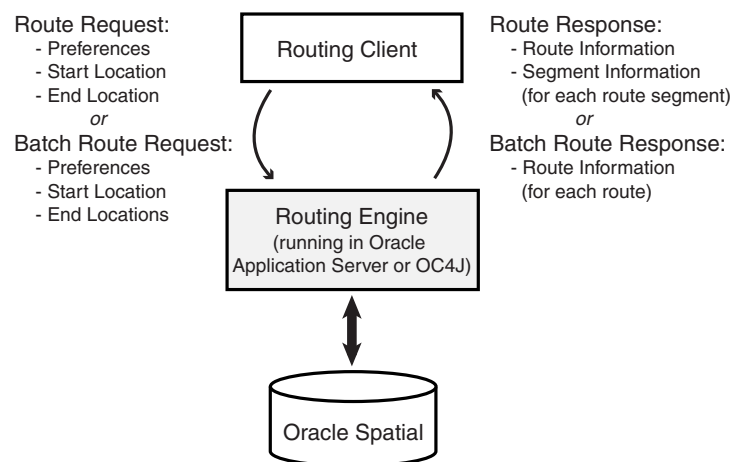 Route Request:
- Preferences
- Start Location
- End Location
or
Batch Route Request:
- Preferences
- Start Location
- End Locations
Routing Client
Route Response:
- Route Information
- Segment Information
(for each route segment)
or
Batch Route Response:
- Route Information
(for each route)
Routing Engine
(running in Oracle
Application Server or OC4J)
Oracle Spatial